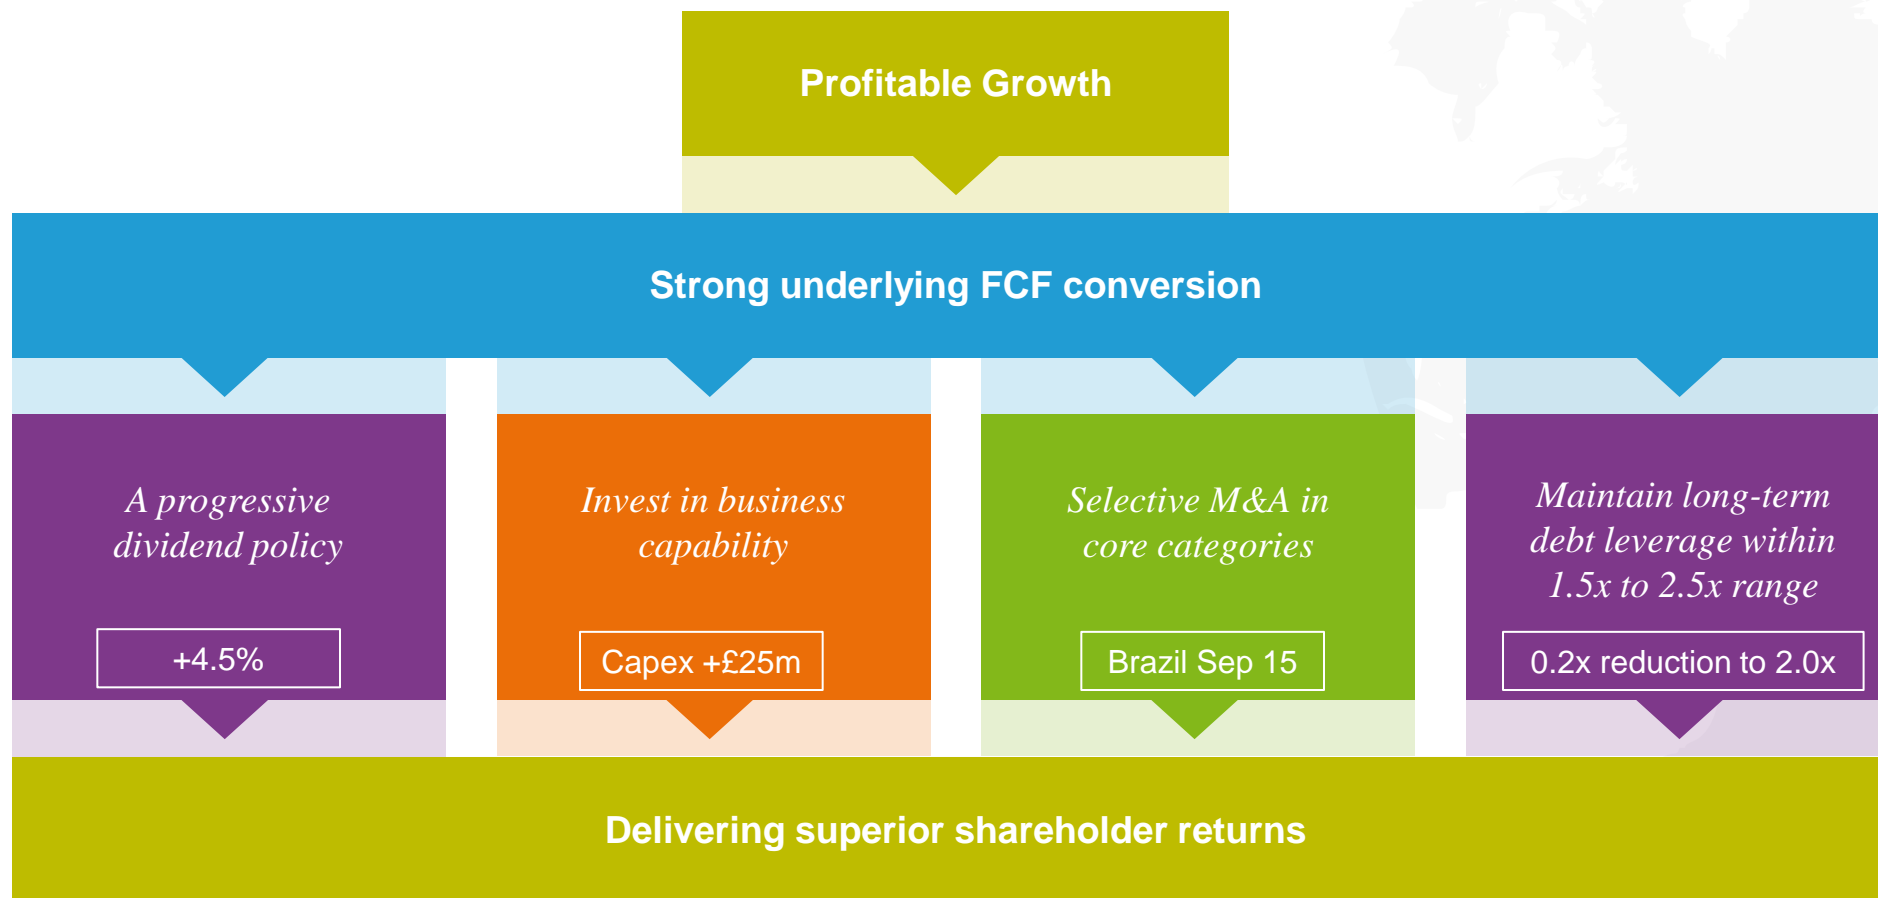 Profitable Growth
Strong underlying FCF conversion
A progressive
dividend policy
+4.5%
Invest in business
capability
Capex +£25m
Selective M&A in
core categories
Brazil Sep 15
Maintain long-term
debt leverage within
1.5x to 2.5x range
0.2x reduction to 2.0x
Delivering superior shareholder returns